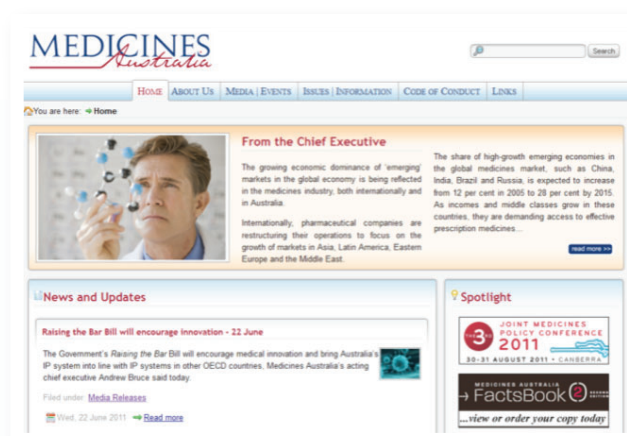 MEDICINES
Australia
Search
HOME ABOUT US MEDIA | EVENTS ISSUES | INFORMATION CODE OF CONDUCT LINKS
You are here: Home
From the Chief Executive
The growing economic dominance of 'emerging'
markets in the global economy is being reflected
in the medicines industry, both internationally and
in Australia.
Internationally, pharmaceutical companies are
restructuring their operations to focus on the
growth of markets in Asia, Latin America, Eastern
Europe and the Middle East.
The share of high-growth emerging economies in
the global medicines market, such as China,
India, Brazil and Russia, is expected to increase
from 12 per cent in 2005 to 28 per cent by 2015.
As incomes and middle classes grow in these
countries, they are demanding access to effective
prescription medicines...
read more >>
News and Updates
Raising the Bar Bill will encourage innovation - 22 June
The Government's Raising the Bar Bill will encourage medical innovation and bring Australia's
IP system into line with IP systems in other OECD countries, Medicines Australia's acting
chief executive Andrew Bruce said today.
Filed under: Media Releases
Wed, 22 June 2011 Read more
Spotlight
THE 3RD JOINT MEDICINES
POLICY CONFERENCE
2011
30-31 AUGUST 2011 • CANBERRA
MEDICINES AUSTRALIA
FactsBook 2 SECOND EDITION
...view or order your copy today